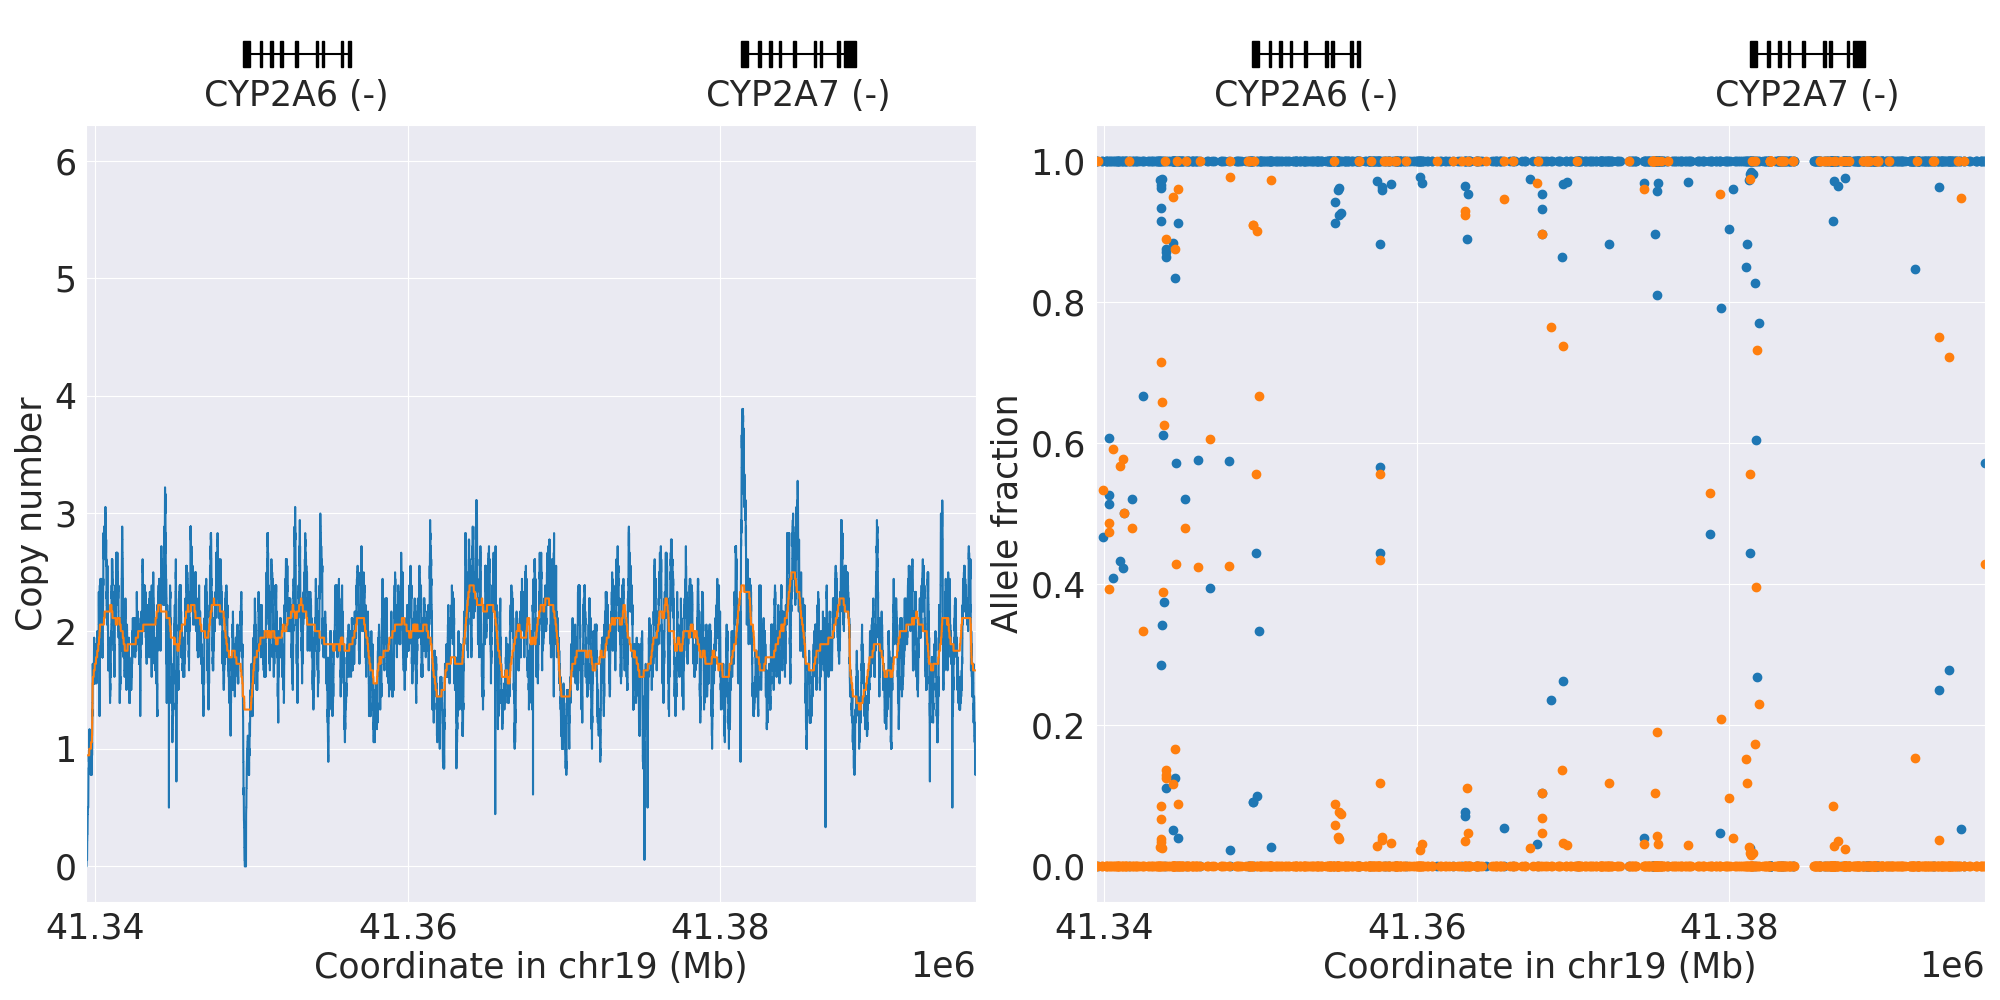 CYP2A6 (-) CYP2A7 (-)
6
5
4
3
2
1
0
Copy number
41.34 41.36 41.38
Coordinate in chr19 (Mb) 1e6
CYP2A6 (-) CYP2A7 (-)
1.0
0.8
0.6
0.4
0.2
0.0
Allele fraction
41.34 41.36 41.38
Coordinate in chr19 (Mb) 1e6